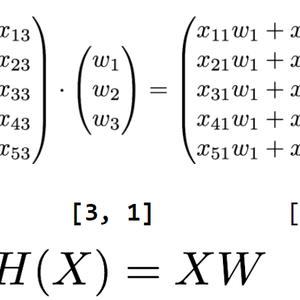 x₁₃ w₁ x₁₁w₁ +
x₂₃ w₂ x₂₁w₁ +
x₃₃ · w₃ = x₃₁w₁ +
x₄₃ x₄₁w₁ +
x₅₃ x₅₁w₁ +
[3, 1] [
H(X) = XW